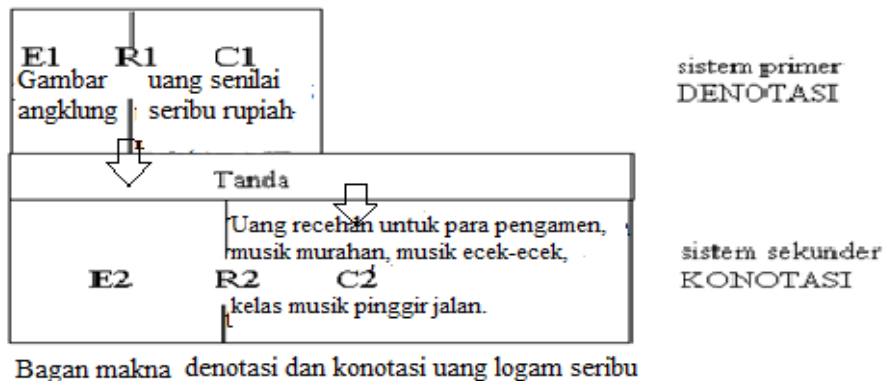 E1 R1 C1
Gambar uang senilai
angklung seribu rupiah
sistem primer
DENOTASI
Tanda
Uang recehan untuk para pengamen,
musik murahan, musik ecek-ecek,
E2 R2 C2
kelas musik pinggir jalan.
sistem sekunder
KONOTASI
Bagan makna denotasi dan konotasi uang logam seribu